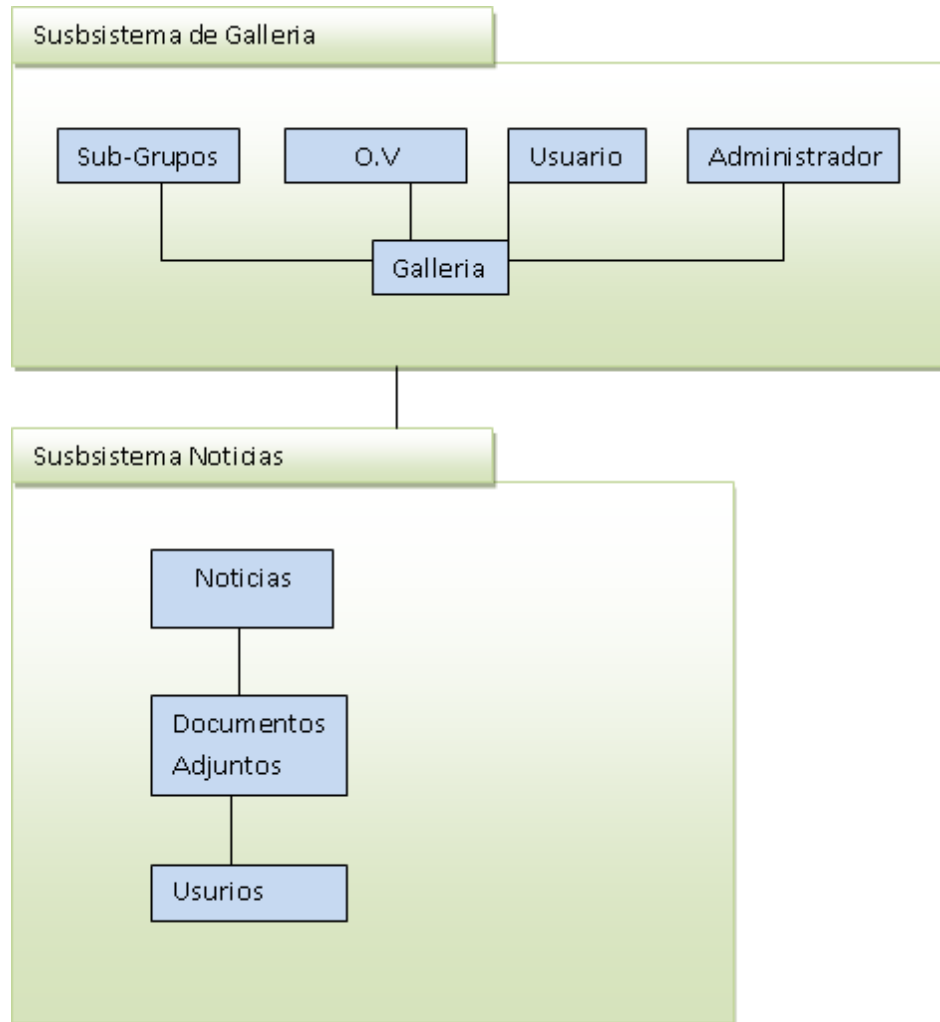 Susbsistema de Galleria
Sub-Grupos
O.V
Usuario
Administrador
Galleria
Susbsistema Noticias
Noticias
Documentos
Adjuntos
Usurios